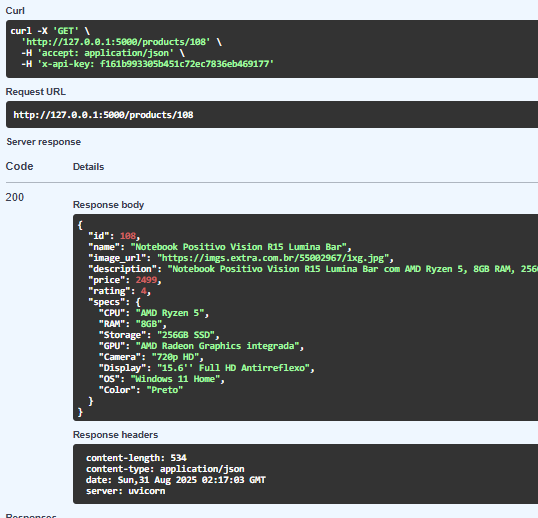 Curl
curl -X 'GET' \
'http://127.0.0.1:5000/products/108' \
-H 'accept: application/json' \
-H 'x-api-key: f161b993305b451c72ec7836eb469177'
Request URL
http://127.0.0.1:5000/products/108
Server response
Code Details
200
Response body
{
"id": 108,
"name": "Notebook Positivo Vision R15 Lumina Bar",
"image_url": "https://imgs.extra.com.br/55002967/1xg.jpg",
"description": "Notebook Positivo Vision R15 Lumina Bar com AMD Ryzen 5, 8GB RAM, 256
"price": 2499,
"rating": 4,
"specs": {
"CPU": "AMD Ryzen 5",
"RAM": "8GB",
"Storage": "256GB SSD",
"GPU": "AMD Radeon Graphics integrada",
"Camera": "720p HD",
"Display": "15.6'' Full HD Antirreflexo",
"OS": "Windows 11 Home",
"Color": "Preto"
}
}
Response headers
content-length: 534
content-type: application/json
date: Sun,31 Aug 2025 02:17:03 GMT
server: uvicorn
Responses